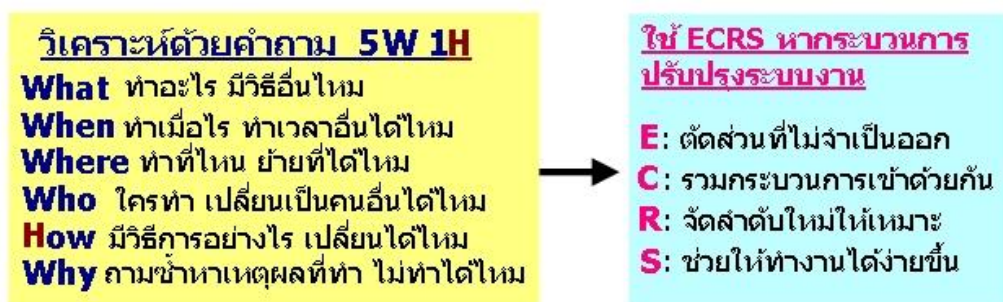 วิเคราะห์ด้วยคำถาม 5W 1H
What ทำอะไร มีวิธีอื่นไหม
When ทำเมื่อไร ทำเวลาอื่นได้ไหม
Where ทำที่ไหน ย้ายที่ได้ไหม
Who ใครทำ เปลี่ยนเป็นคนอื่นได้ไหม
How มีวิธีการอย่างไร เปลี่ยนได้ไหม
Why ถามซ้ำหาเหตุผลที่ทำ ไม่ทำได้ไหม
ใช้ ECRS หากระบวนการ
ปรับปรุงระบบงาน
E: ตัดส่วนที่ไม่จำเป็นออก
C: รวมกระบวนการเข้าด้วยกัน
R: จัดลำดับใหม่ให้เหมาะ
S: ช่วยให้ทำงานได้ง่ายขึ้น